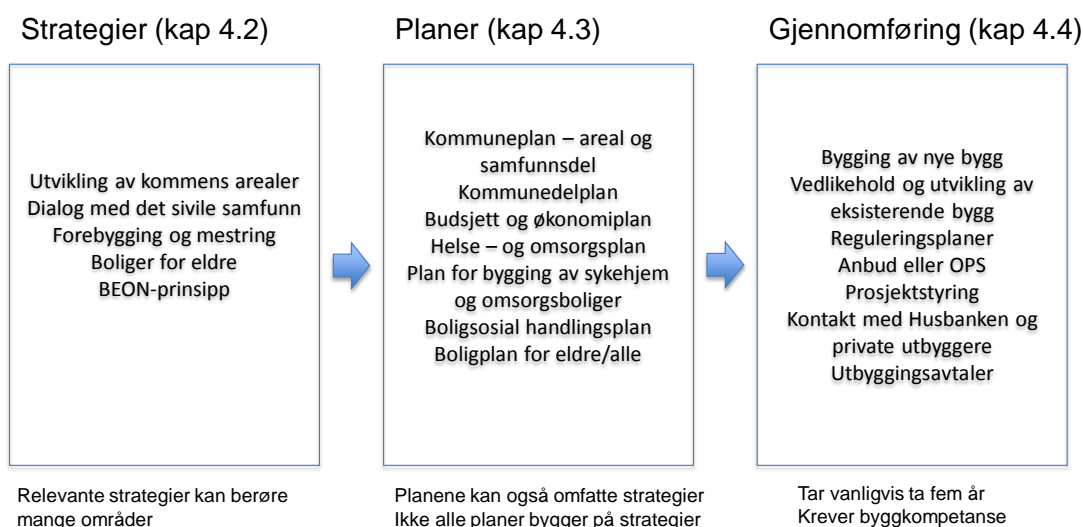 Strategier (kap 4.2)
Utvikling av kommens arealer
Dialog med det sivile samfunn
Forebygging og mestring
Boliger for eldre
BEON-prinsipp
Relevante strategier kan berøre
mange områder
Planer (kap 4.3)
Kommuneplan – areal og
samfunnsdel
Kommunedelplan
Budsjett og økonomiplan
Helse – og omsorgsplan
Plan for bygging av sykehjem
og omsorgsboliger
Boligsosial handlingsplan
Boligplan for eldre/alle
Planene kan også omfatte strategier
Ikke alle planer bygger på strategier
Gjennomføring (kap 4.4)
Bygging av nye bygg
Vedlikehold og utvikling av
eksisterende bygg
Reguleringsplaner
Anbud eller OPS
Prosjektstyring
Kontakt med Husbanken og
private utbyggere
Utbyggingsavtaler
Tar vanligvis ta fem år
Krever byggkompetanse